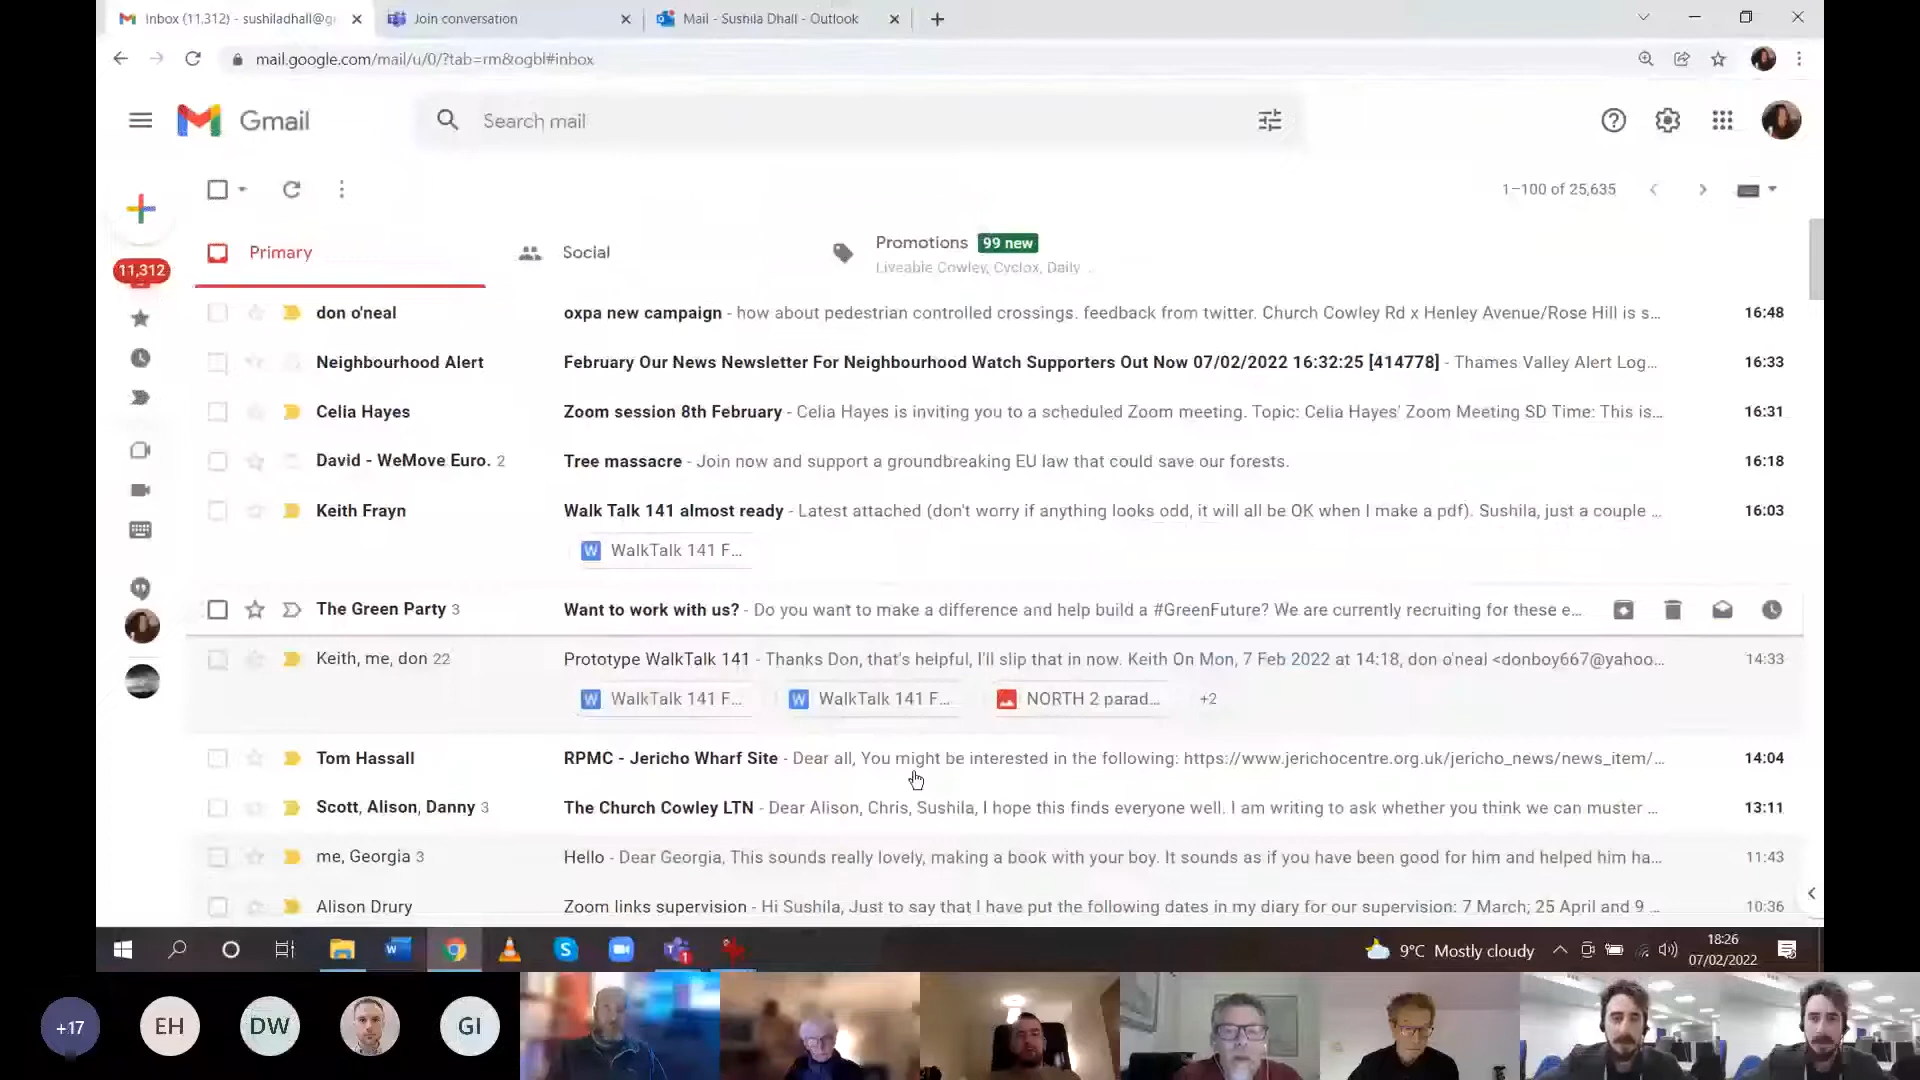 Inbox (11,312) - sushiladhall@g
Join conversation
Mail - Sushila Dhall - Outlook
mail.google.com/mail/u/0/?tab=rm&ogbl#inbox
Gmail
Search mail
1–100 of 25,635
11,312
Primary
Social
Promotions 99 new
Liveable Cowley, Cyclox, Daily ...
don o'neal oxpa new campaign - how about pedestrian controlled crossings. feedback from twitter. Church Cowley Rd x Henley Avenue/Rose Hill is s... 16:48
Neighbourhood Alert February Our News Newsletter For Neighbourhood Watch Supporters Out Now 07/02/2022 16:32:25 [414778] - Thames Valley Alert Log... 16:33
Celia Hayes Zoom session 8th February - Celia Hayes is inviting you to a scheduled Zoom meeting. Topic: Celia Hayes' Zoom Meeting SD Time: This is... 16:31
David - WeMove Euro. 2 Tree massacre - Join now and support a groundbreaking EU law that could save our forests. 16:18
Keith Frayn Walk Talk 141 almost ready - Latest attached (don't worry if anything looks odd, it will all be OK when I make a pdf). Sushila, just a couple ... 16:03
W WalkTalk 141 F...
The Green Party 3 Want to work with us? - Do you want to make a difference and help build a #GreenFuture? We are currently recruiting for these e...
Keith, me, don 22 Prototype WalkTalk 141 - Thanks Don, that's helpful, I'll slip that in now. Keith On Mon, 7 Feb 2022 at 14:18, don o'neal <donboy667@yahoo... 14:33
W WalkTalk 141 F... W WalkTalk 141 F... NORTH 2 parad... +2
Tom Hassall RPMC - Jericho Wharf Site - Dear all, You might be interested in the following: https://www.jerichocentre.org.uk/jericho_news/news_item/... 14:04
Scott, Alison, Danny 3 The Church Cowley LTN - Dear Alison, Chris, Sushila, I hope this finds everyone well. I am writing to ask whether you think we can muster ... 13:11
me, Georgia 3 Hello - Dear Georgia, This sounds really lovely, making a book with your boy. It sounds as if you have been good for him and helped him ha... 11:43
Alison Drury Zoom links supervision - Hi Sushila, Just to say that I have put the following dates in my diary for our supervision: 7 March; 25 April and 9 ... 10:36
9°C Mostly cloudy
18:26
07/02/2022
+17
EH
DW
GI